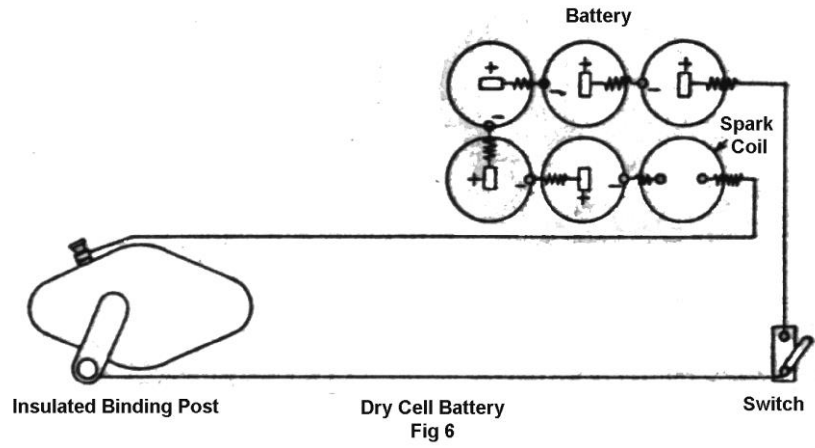 Battery
+ + +
- - -
Spark
Coil
+ - + -
Insulated Binding Post
Dry Cell Battery
Switch
Fig 6